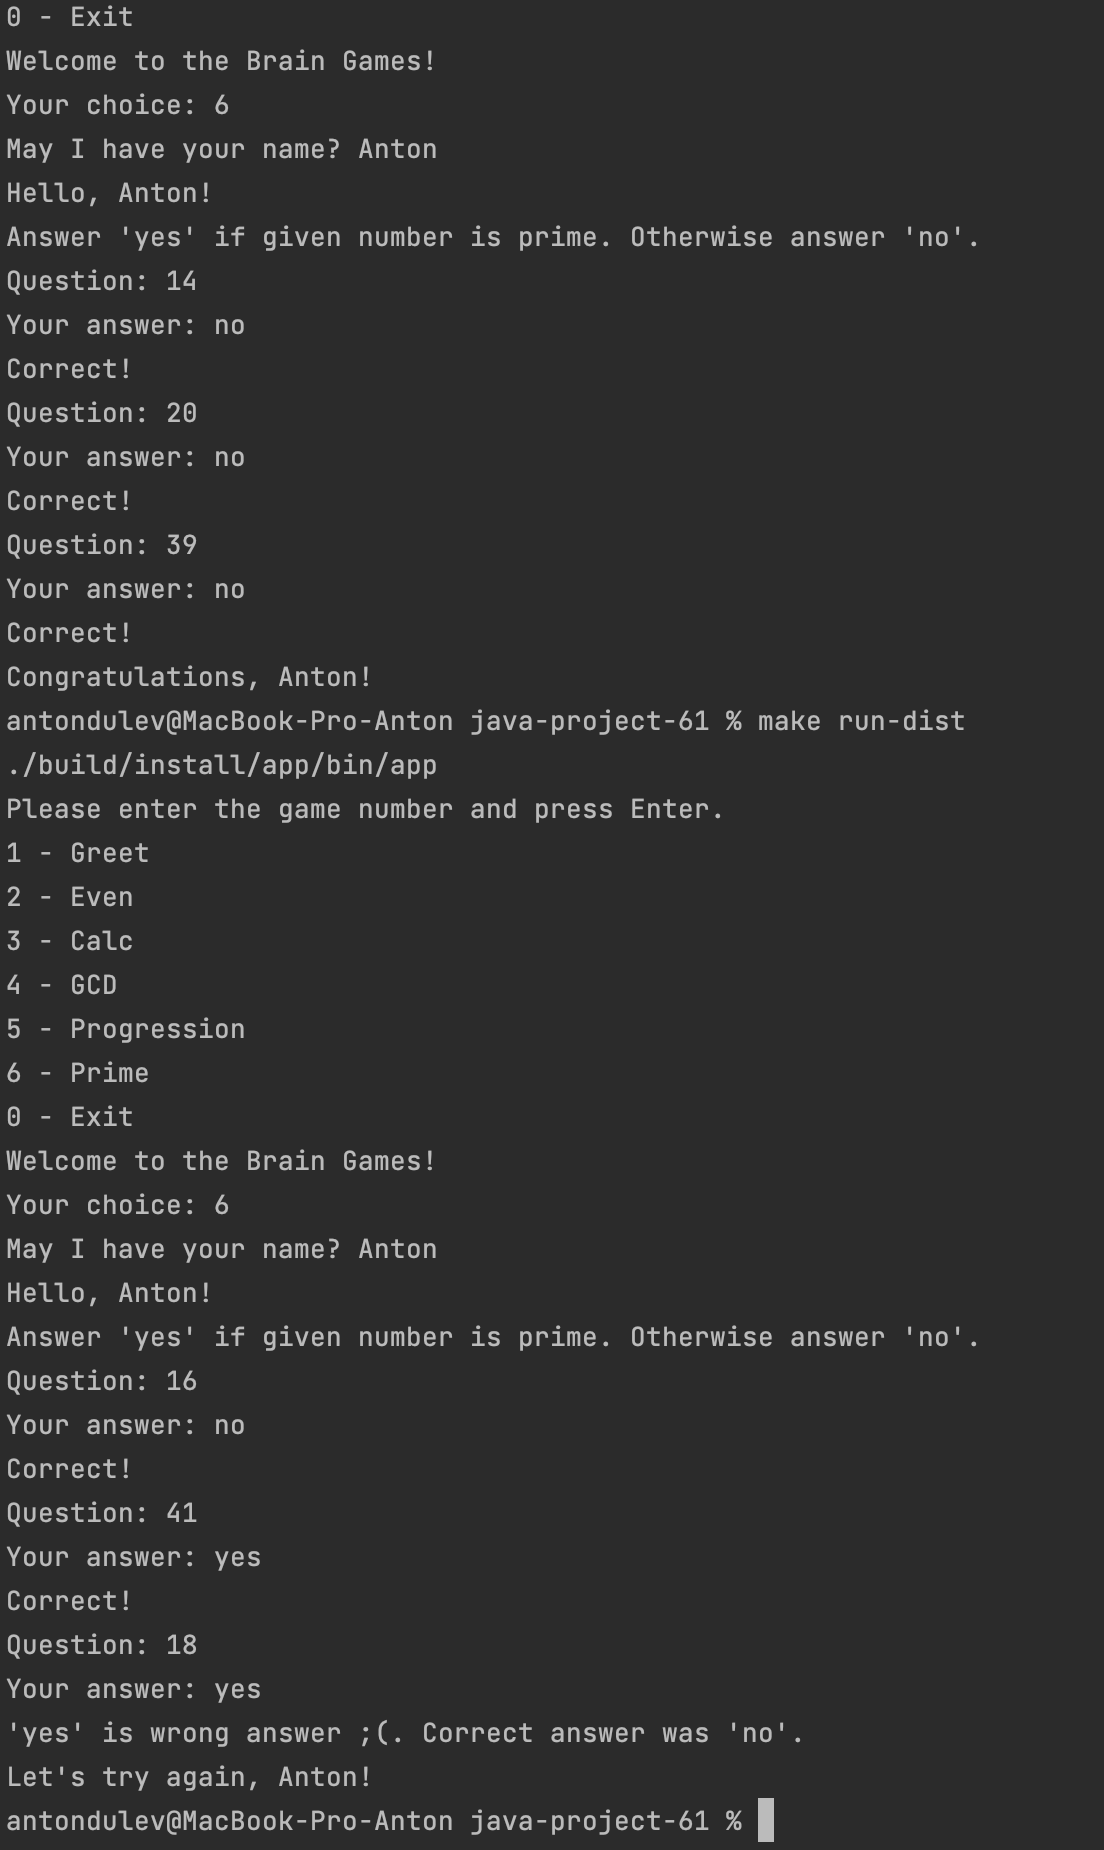 0 - Exit
Welcome to the Brain Games!
Your choice: 6
May I have your name? Anton
Hello, Anton!
Answer 'yes' if given number is prime. Otherwise answer 'no'.
Question: 14
Your answer: no
Correct!
Question: 20
Your answer: no
Correct!
Question: 39
Your answer: no
Correct!
Congratulations, Anton!
antondulev@MacBook-Pro-Anton java-project-61 % make run-dist
./build/install/app/bin/app
Please enter the game number and press Enter.
1 - Greet
2 - Even
3 - Calc
4 - GCD
5 - Progression
6 - Prime
0 - Exit
Welcome to the Brain Games!
Your choice: 6
May I have your name? Anton
Hello, Anton!
Answer 'yes' if given number is prime. Otherwise answer 'no'.
Question: 16
Your answer: no
Correct!
Question: 41
Your answer: yes
Correct!
Question: 18
Your answer: yes
'yes' is wrong answer ;(. Correct answer was 'no'.
Let's try again, Anton!
antondulev@MacBook-Pro-Anton java-project-61 %